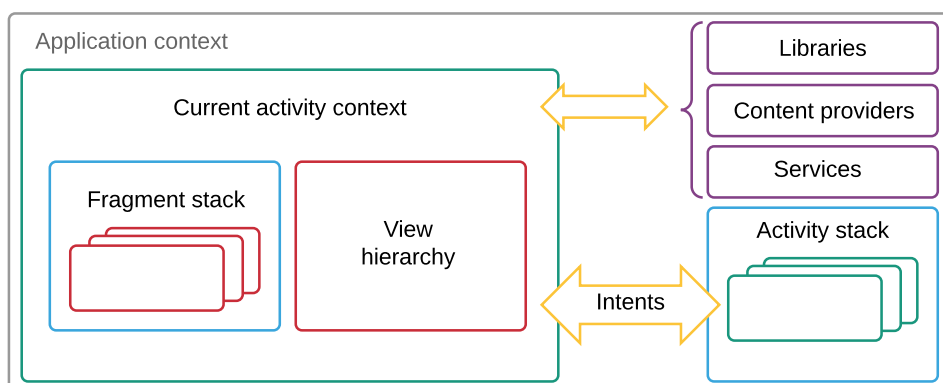 Application context
Current activity context
Fragment stack
View
hierarchy
Libraries
Content providers
Services
Activity stack
Intents